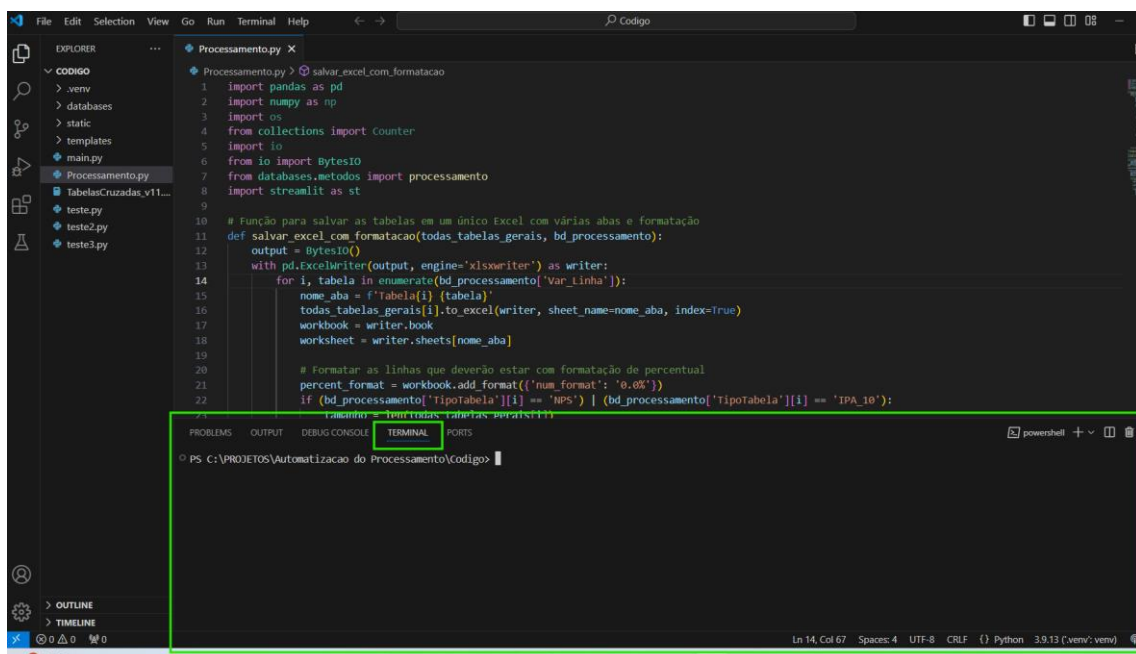 File Edit Selection View Go Run Terminal Help
Codigo
EXPLORER
CODIGO
.venv
databases
static
templates
main.py
Processamento.py
TabelasCruzadas_v11....
teste.py
teste2.py
teste3.py
OUTLINE
TIMELINE
Processamento.py
Processamento.py > salvar_excel_com_formatacao
1 import pandas as pd
2 import numpy as np
3 import os
4 from collections import Counter
5 import io
6 from io import BytesIO
7 from databases.metodos import processamento
8 import streamlit as st
9
10 # Função para salvar as tabelas em um único Excel com várias abas e formatação
11 def salvar_excel_com_formatacao(todas_tabelas_gerais, bd_processamento):
12 output = BytesIO()
13 with pd.ExcelWriter(output, engine='xlsxwriter') as writer:
14 for i, tabela in enumerate(bd_processamento['Var_Linha']):
15 nome_aba = f'Tabela{i} {tabela}'
16 todas_tabelas_gerais[i].to_excel(writer, sheet_name=nome_aba, index=True)
17 workbook = writer.book
18 worksheet = writer.sheets[nome_aba]
19
20 # Formatar as linhas que deverão estar com formatação de percentual
21 percent_format = workbook.add_format({'num_format': '0.0%'})
22 if (bd_processamento['TipoTabela'][i] == 'NPS') | (bd_processamento['TipoTabela'][i] == 'IPA_10'):
23 tamanho = len(todas_tabelas_gerais[i])
PROBLEMS OUTPUT DEBUG CONSOLE TERMINAL PORTS
powershell
PS C:\PROJETOS\Automatizacao do Processamento\Codigo>
0 0 0
Ln 14, Col 67 Spaces: 4 UTF-8 CRLF {} Python 3.9.13 ('.venv': venv)